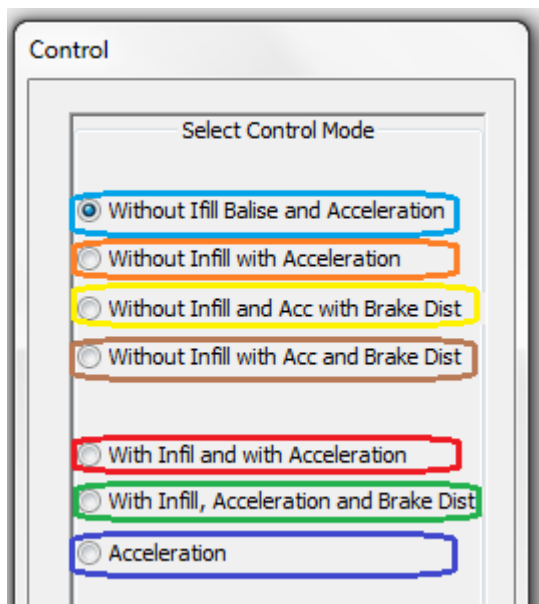 Control
Select Control Mode
Without Ifill Balise and Acceleration
Without Infill with Acceleration
Without Infill and Acc with Brake Dist
Without Infill with Acc and Brake Dist
With Infil and with Acceleration
With Infill, Acceleration and Brake Dist
Acceleration